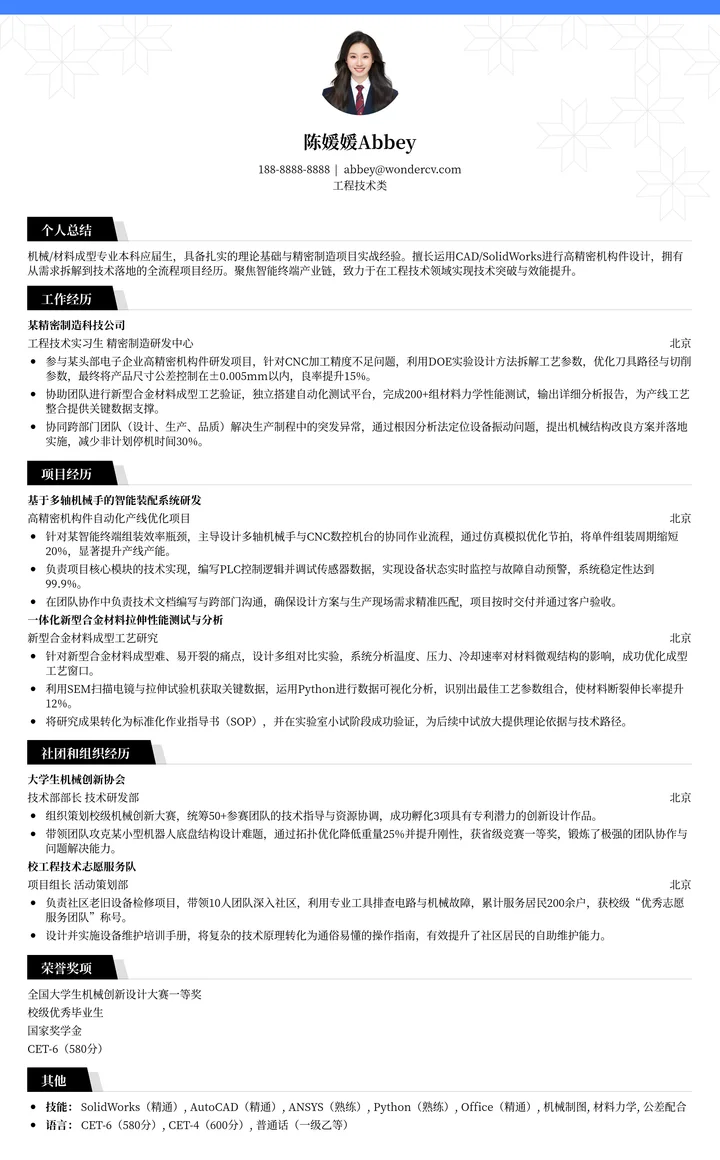 陈媛媛Abbey
188-8888-8888 | abbey@wondercv.com
工程技术类
个人总结
机械/材料成型专业本科应届生，具备扎实的理论基础与精密制造项目实战经验。擅长运用CAD/SolidWorks进行高精密机构件设计，拥有
从需求拆解到技术落地的全流程项目经历。聚焦智能终端产业链，致力于在工程技术领域实现技术突破与效能提升。
工作经历
某精密制造科技公司
工程技术实习生 精密制造研发中心 北京
• 参与某头部电子企业高精密机构件研发项目，针对CNC加工精度不足问题，利用DOE实验设计方法拆解工艺参数，优化刀具路径与切削
参数，最终将产品尺寸公差控制在±0.005mm以内，良率提升15%。
• 协助团队进行新型合金材料成型工艺验证，独立搭建自动化测试平台，完成200+组材料力学性能测试，输出详细分析报告，为产线工艺
整合提供关键数据支撑。
• 协同跨部门团队（设计、生产、品质）解决生产制程中的突发异常，通过根因分析法定位设备振动问题，提出机械结构改良方案并落地
实施，减少非计划停机时间30%。
项目经历
基于多轴机械手的智能装配系统研发
高精密机构件自动化产线优化项目 北京
• 针对某智能终端组装效率瓶颈，主导设计多轴机械手与CNC数控机台的协同作业流程，通过仿真模拟优化节拍，将单件组装周期缩短
20%，显著提升产线产能。
• 负责项目核心模块的技术实现，编写PLC控制逻辑并调试传感器数据，实现设备状态实时监控与故障自动预警，系统稳定性达到
99.9%。
• 在团队协作中负责技术文档编写与跨部门沟通，确保设计方案与生产现场需求精准匹配，项目按时交付并通过客户验收。
一体化新型合金材料拉伸性能测试与分析
新型合金材料成型工艺研究 北京
• 针对新型合金材料成型难、易开裂的痛点，设计多组对比实验，系统分析温度、压力、冷却速率对材料微观结构的影响，成功优化成型
工艺窗口。
• 利用SEM扫描电镜与拉伸试验机获取关键数据，运用Python进行数据可视化分析，识别出最佳工艺参数组合，使材料断裂伸长率提升
12%。
• 将研究成果转化为标准化作业指导书（SOP），并在实验室小试阶段成功验证，为后续中试放大提供理论依据与技术路径。
社团和组织经历
大学生机械创新协会
技术部部长 技术研发部 北京
• 组织策划校级机械创新大赛，统筹50+参赛团队的技术指导与资源协调，成功孵化3项具有专利潜力的创新设计作品。
• 带领团队攻克某小型机器人底盘结构设计难题，通过拓扑优化降低重量25%并提升刚性，获省级竞赛一等奖，锻炼了极强的团队协作与
问题解决能力。
校工程技术志愿服务队
项目组长 活动策划部 北京
• 负责社区老旧设备检修项目，带领10人团队深入社区，利用专业工具排查电路与机械故障，累计服务居民200余户，获校级“优秀志愿
服务团队”称号。
• 设计并实施设备维护培训手册，将复杂的技术原理转化为通俗易懂的操作指南，有效提升了社区居民的自助维护能力。
荣誉奖项
全国大学生机械创新设计大赛一等奖
校级优秀毕业生
国家奖学金
CET-6（580分）
其他
• 技能： SolidWorks（精通）, AutoCAD（精通）, ANSYS（熟练）, Python（熟练）, Office（精通）, 机械制图, 材料力学, 公差配合
• 语言： CET-6（580分）, CET-4（600分）, 普通话（一级乙等）